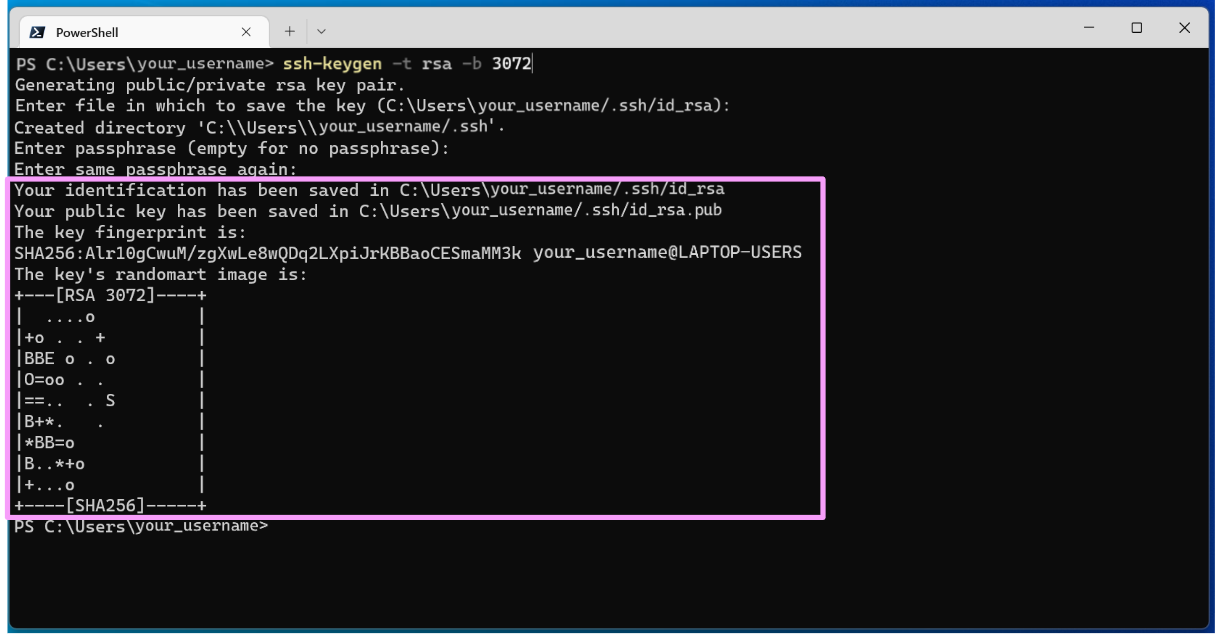 PowerShell
PS C:\Users\your_username> ssh-keygen -t rsa -b 3072
Generating public/private rsa key pair.
Enter file in which to save the key (C:\Users\your_username/.ssh/id_rsa):
Created directory 'C:\\Users\\your_username/.ssh'.
Enter passphrase (empty for no passphrase):
Enter same passphrase again:
Your identification has been saved in C:\Users\your_username/.ssh/id_rsa
Your public key has been saved in C:\Users\your_username/.ssh/id_rsa.pub
The key fingerprint is:
SHA256:Alr10gCwuM/zgXwLe8wQDq2LXpiJrKBBaoCESmaMM3k your_username@LAPTOP-USERS
The key's randomart image is:
+---[RSA 3072]----+
|  ....o          |
|+o . . +         |
|BBE o . o        |
|O=oo . .         |
|==..  . S        |
|B+*.   .         |
|*BB=o            |
|B..*+o           |
|+...o            |
+----[SHA256]-----+
PS C:\Users\your_username>